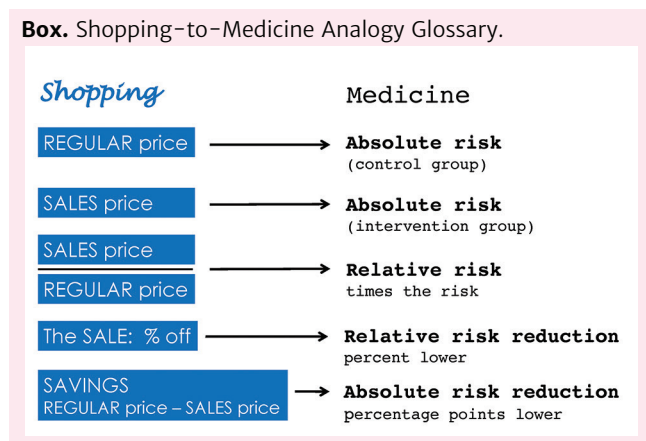 Box. Shopping-to-Medicine Analogy Glossary.
Shopping
Medicine
REGULAR price
Absolute risk
(control group)
SALES price
Absolute risk
(intervention group)
SALES price
REGULAR price
Relative risk
times the risk
The SALE: % off
Relative risk reduction
percent lower
SAVINGS
REGULAR price – SALES price
Absolute risk reduction
percentage points lower